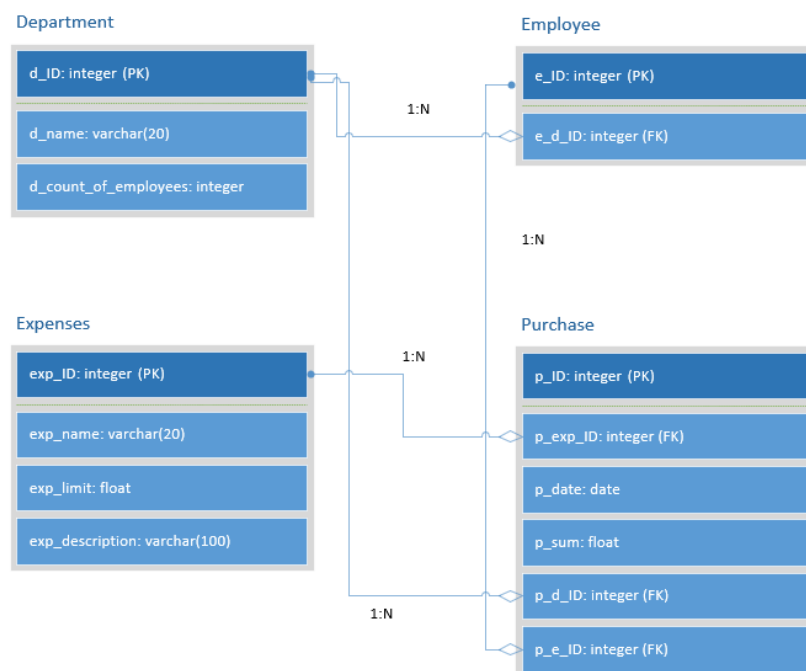 Department
d_ID: integer (PK)
d_name: varchar(20)
d_count_of_employees: integer
Employee
e_ID: integer (PK)
e_d_ID: integer (FK)
1:N
1:N
Expenses
exp_ID: integer (PK)
exp_name: varchar(20)
exp_limit: float
exp_description: varchar(100)
1:N
Purchase
p_ID: integer (PK)
p_exp_ID: integer (FK)
p_date: date
p_sum: float
p_d_ID: integer (FK)
p_e_ID: integer (FK)
1:N